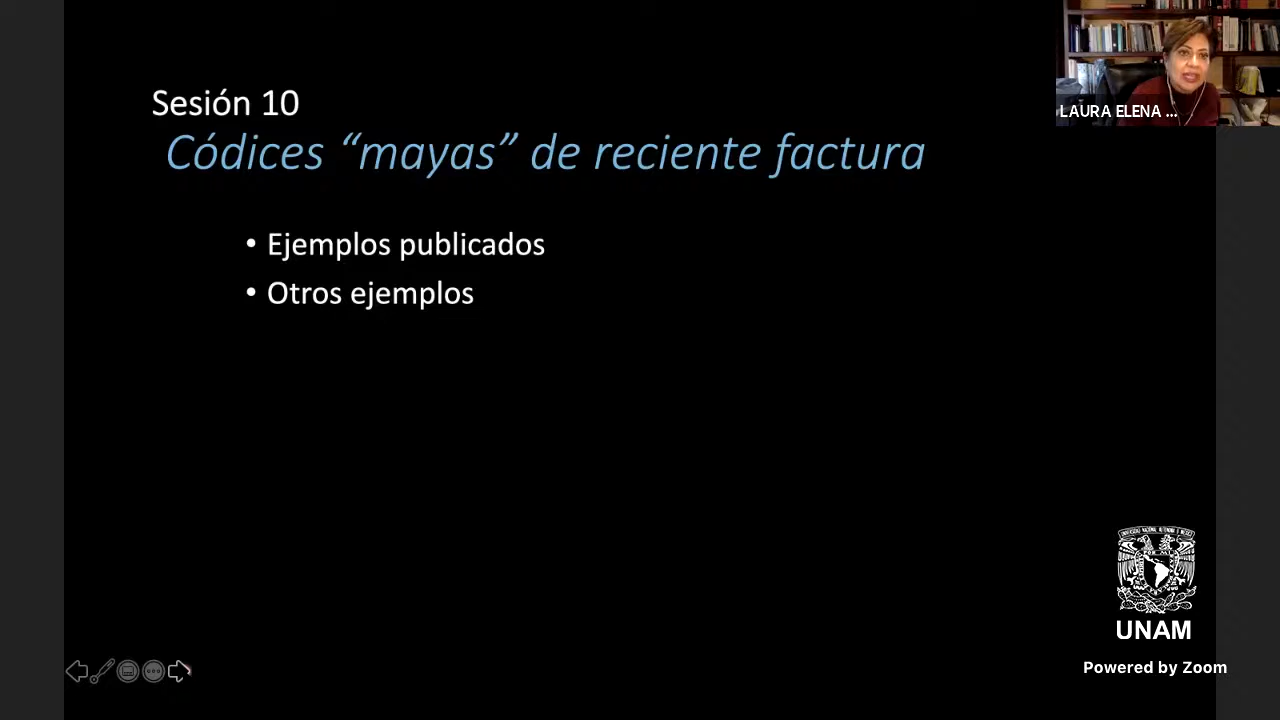 Sesión 10
Códices “mayas” de reciente factura
• Ejemplos publicados
• Otros ejemplos
LAURA ELENA ...
UNAM
Powered by Zoom